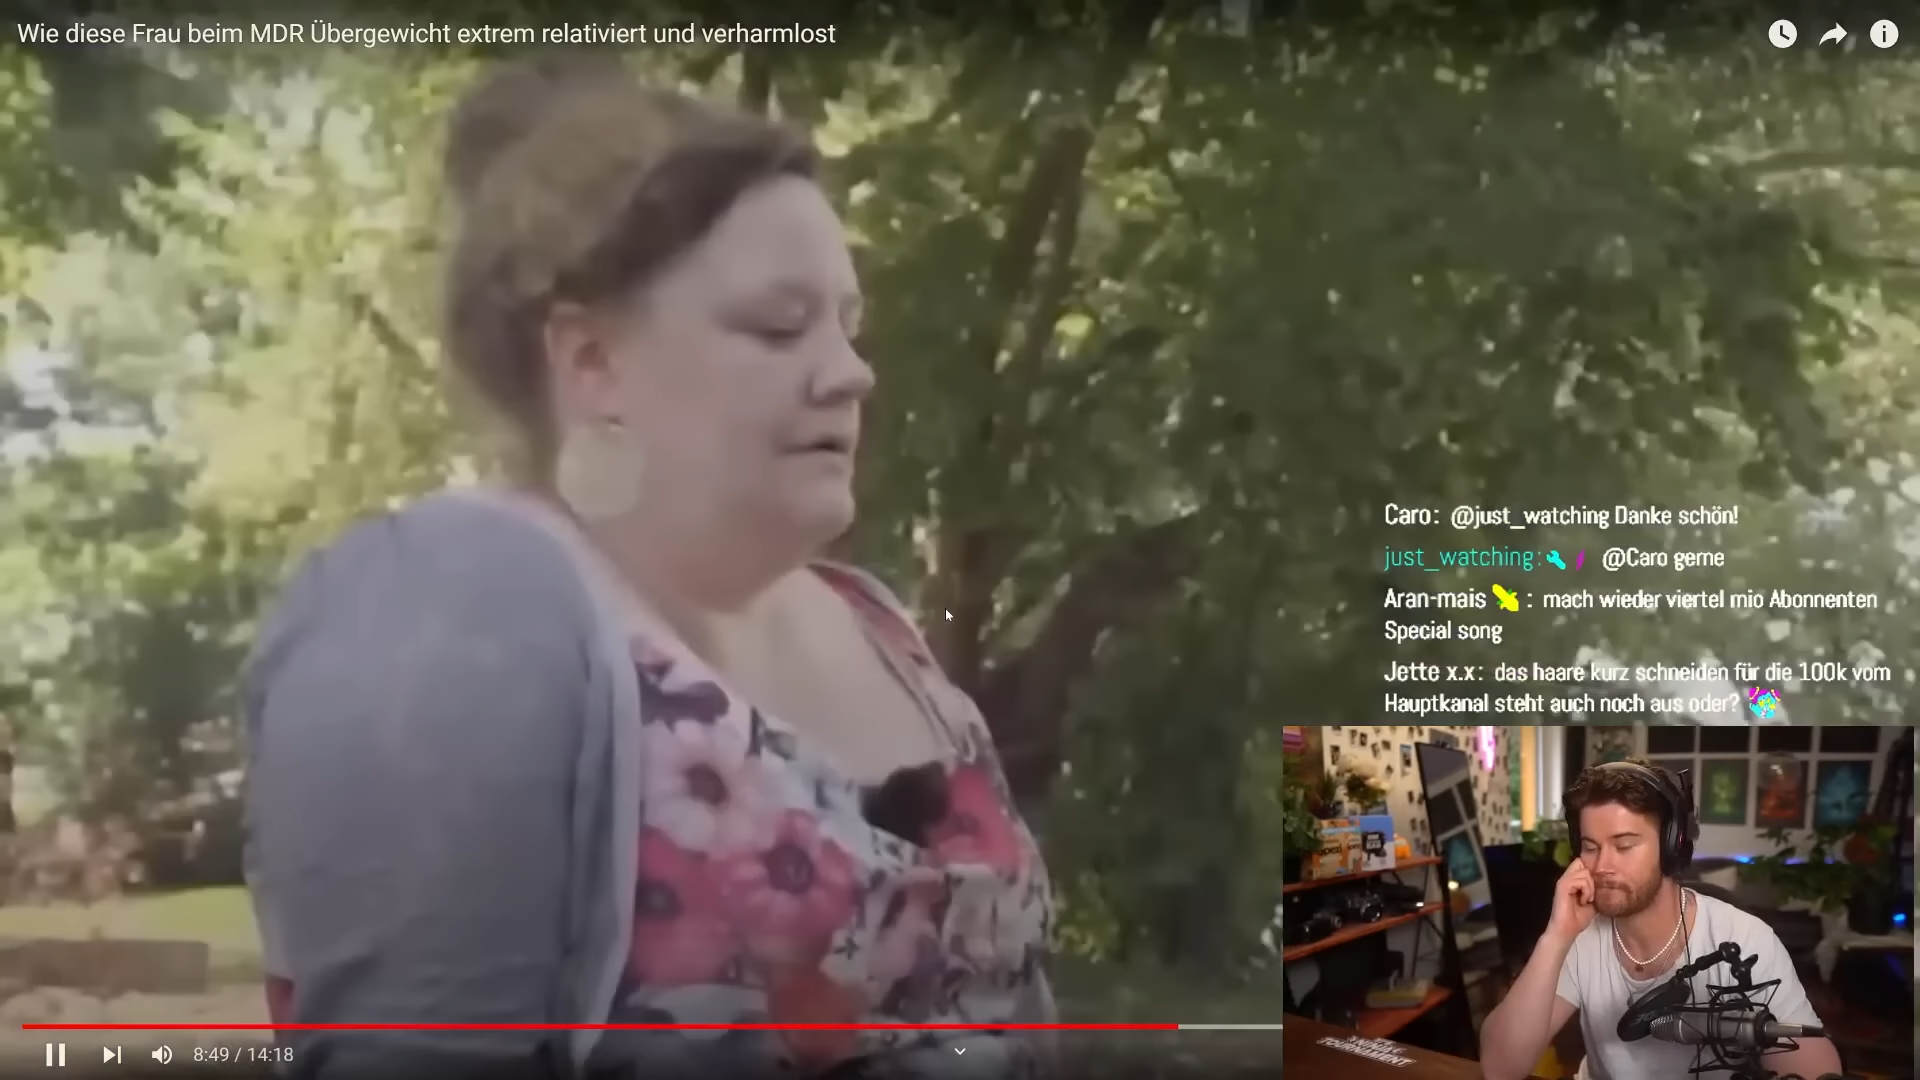 Wie diese Frau beim MDR Übergewicht extrem relativiert und verharmlost
Caro: @just_watching Danke schön!
just_watching: @Caro gerne
Aran-mais : mach wieder viertel mio Abonnenten
Special song
Jette x.x: das haare kurz schneiden für die 100k vom
Hauptkanal steht auch noch aus oder?
8:49 / 14:18
TOURNAMENT